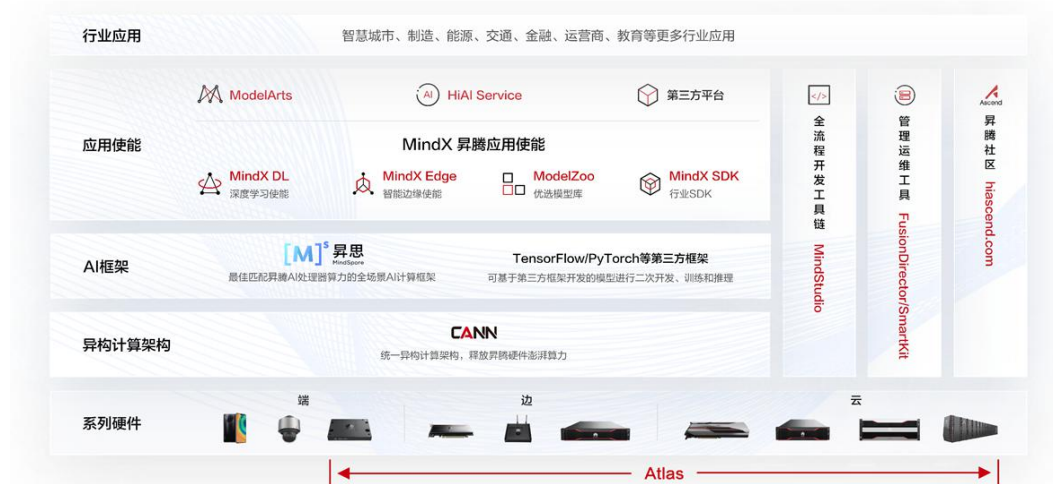 行业应用
智慧城市、制造、能源、交通、金融、运营商、教育等更多行业应用
应用使能
ModelArts
AI
HiAI Service
第三方平台
MindX 昇腾应用使能
MindX DL
深度学习使能
MindX Edge
智能边缘使能
ModelZoo
优选模型库
MindX SDK
行业SDK
AI框架
[M]s 昇思
MindSpore
最佳匹配昇腾AI处理器算力的全场景AI计算框架
TensorFlow/PyTorch等第三方框架
可基于第三方框架开发的模型进行二次开发、训练和推理
异构计算架构
CANN
统一异构计算架构，释放昇腾硬件澎湃算力
</>
全流程开发工具链 MindStudio
管理运维工具 FusionDirector/SmartKit
Ascend
昇腾社区 hiascend.com
系列硬件
端
边
云
Atlas